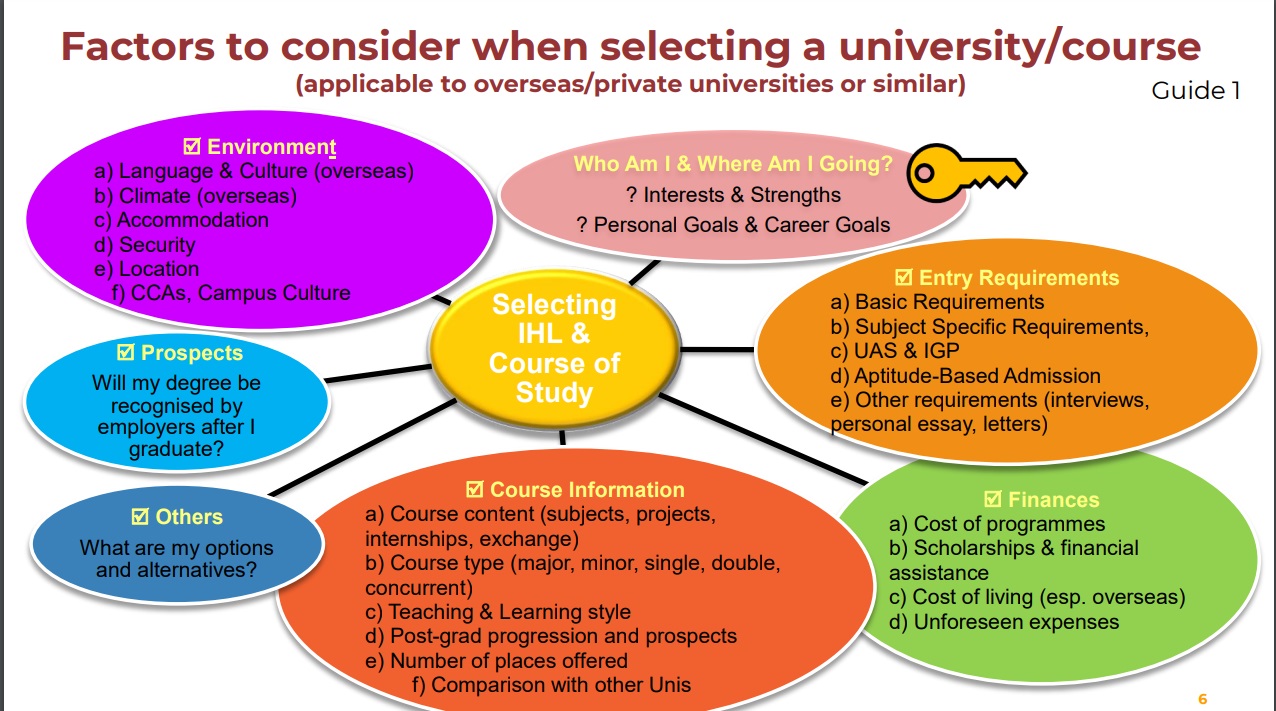 Factors to consider when selecting a university/course
(applicable to overseas/private universities or similar)
Guide 1
☑ Environment
a) Language & Culture (overseas)
b) Climate (overseas)
c) Accommodation
d) Security
e) Location
f) CCAs, Campus Culture
Who Am I & Where Am I Going?
? Interests & Strengths
? Personal Goals & Career Goals
Selecting
IHL &
Course of
Study
☑ Entry Requirements
a) Basic Requirements
b) Subject Specific Requirements,
c) UAS & IGP
d) Aptitude-Based Admission
e) Other requirements (interviews,
personal essay, letters)
☑ Prospects
Will my degree be
recognised by
employers after I
graduate?
☑ Others
What are my options
and alternatives?
☑ Course Information
a) Course content (subjects, projects,
internships, exchange)
b) Course type (major, minor, single, double,
concurrent)
c) Teaching & Learning style
d) Post-grad progression and prospects
e) Number of places offered
f) Comparison with other Unis
☑ Finances
a) Cost of programmes
b) Scholarships & financial
assistance
c) Cost of living (esp. overseas)
d) Unforeseen expenses
6